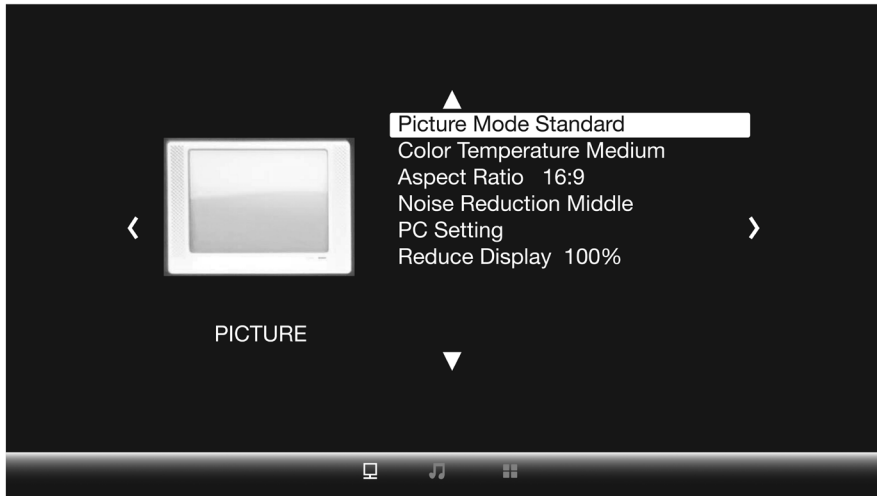 Picture Mode Standard
Color Temperature Medium
Aspect Ratio 16:9
Noise Reduction Middle
PC Setting
Reduce Display 100%
PICTURE